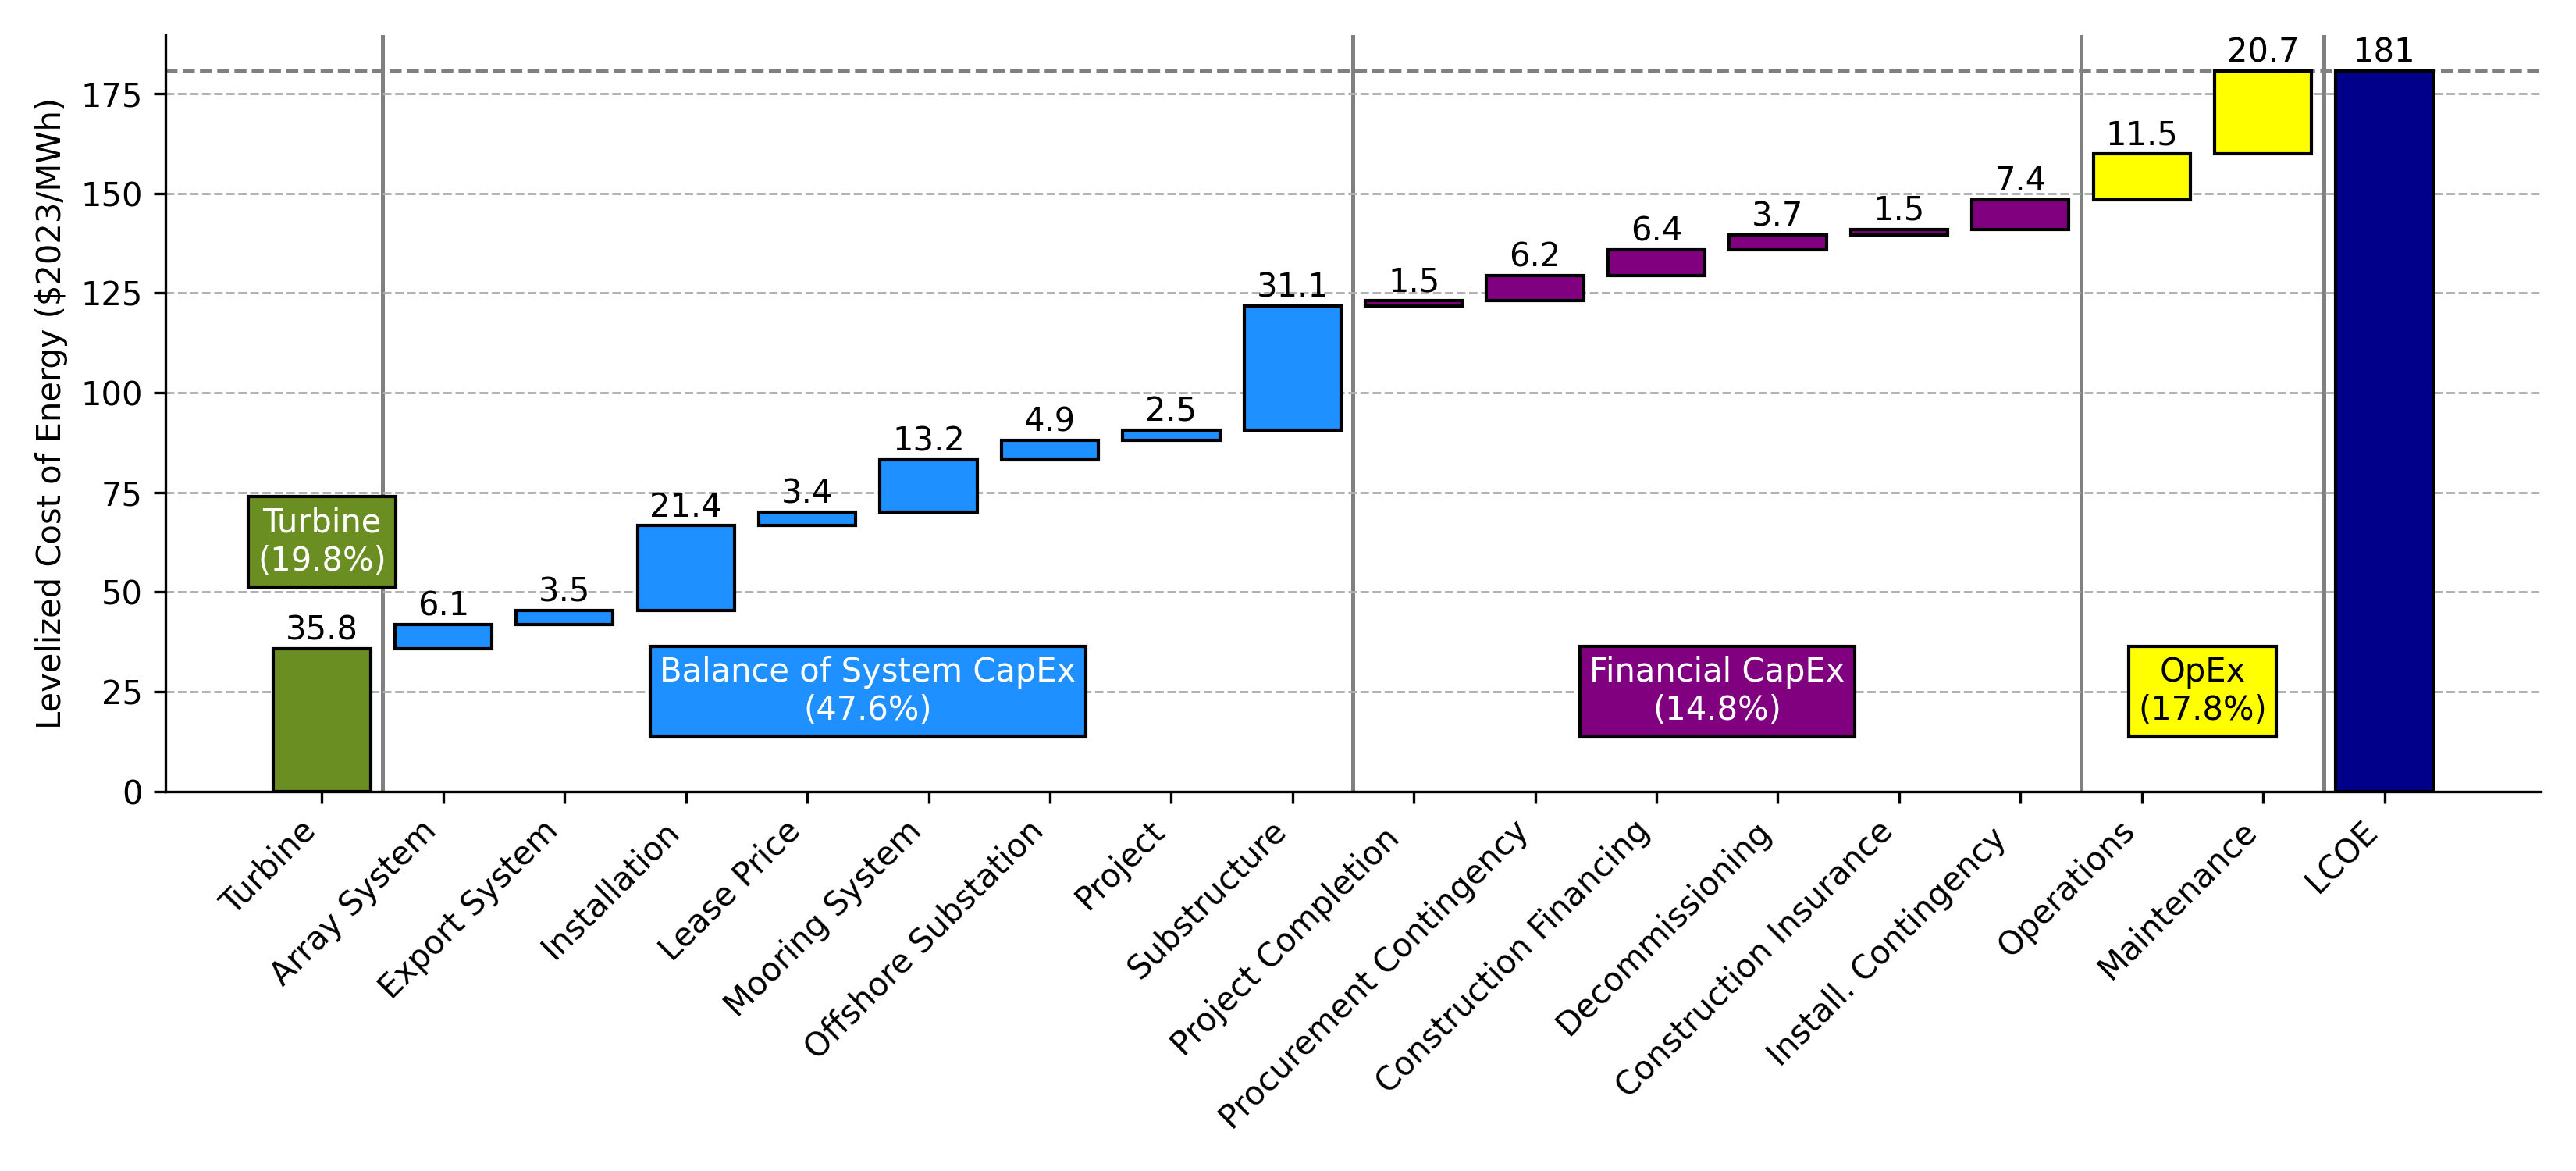 Levelized Cost of Energy ($2023/MWh)
175
150
125
100
75
50
25
0
Turbine
(19.8%)
35.8
6.1
3.5
21.4
3.4
13.2
4.9
2.5
31.1
1.5
6.2
6.4
3.7
1.5
7.4
11.5
20.7
181
Balance of System CapEx
(47.6%)
Financial CapEx
(14.8%)
OpEx
(17.8%)
Turbine
Array System
Export System
Installation
Lease Price
Mooring System
Offshore Substation
Project
Substructure
Project Completion
Procurement Contingency
Construction Financing
Decommissioning
Construction Insurance
Install. Contingency
Operations
Maintenance
LCOE